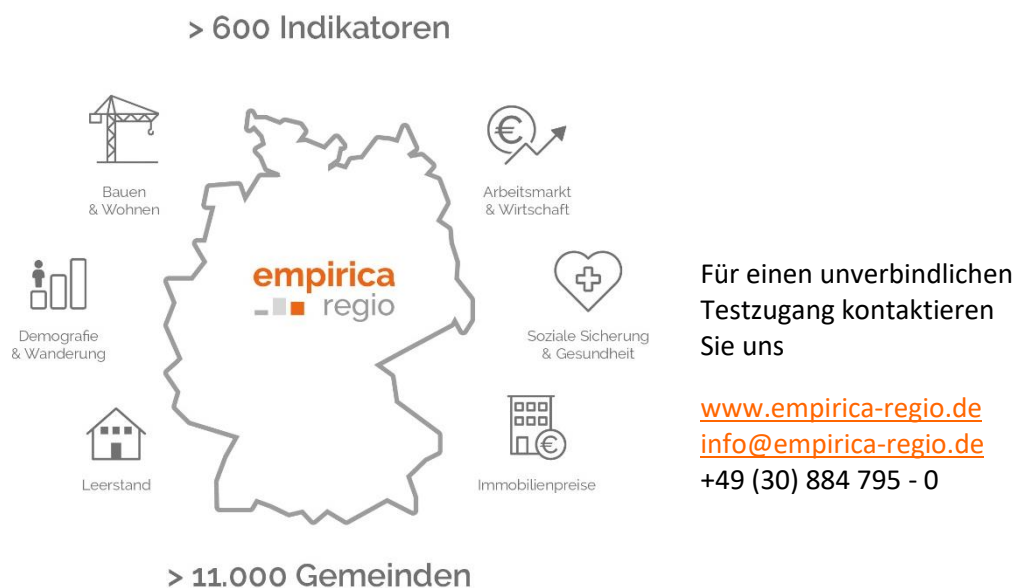 > 600 Indikatoren
Bauen
& Wohnen
Arbeitsmarkt
& Wirtschaft
empirica
regio
Demografie
& Wanderung
Soziale Sicherung
& Gesundheit
Leerstand
Immobilienpreise
> 11.000 Gemeinden
Für einen unverbindlichen
Testzugang kontaktieren
Sie uns
www.empirica-regio.de
info@empirica-regio.de
+49 (30) 884 795 - 0